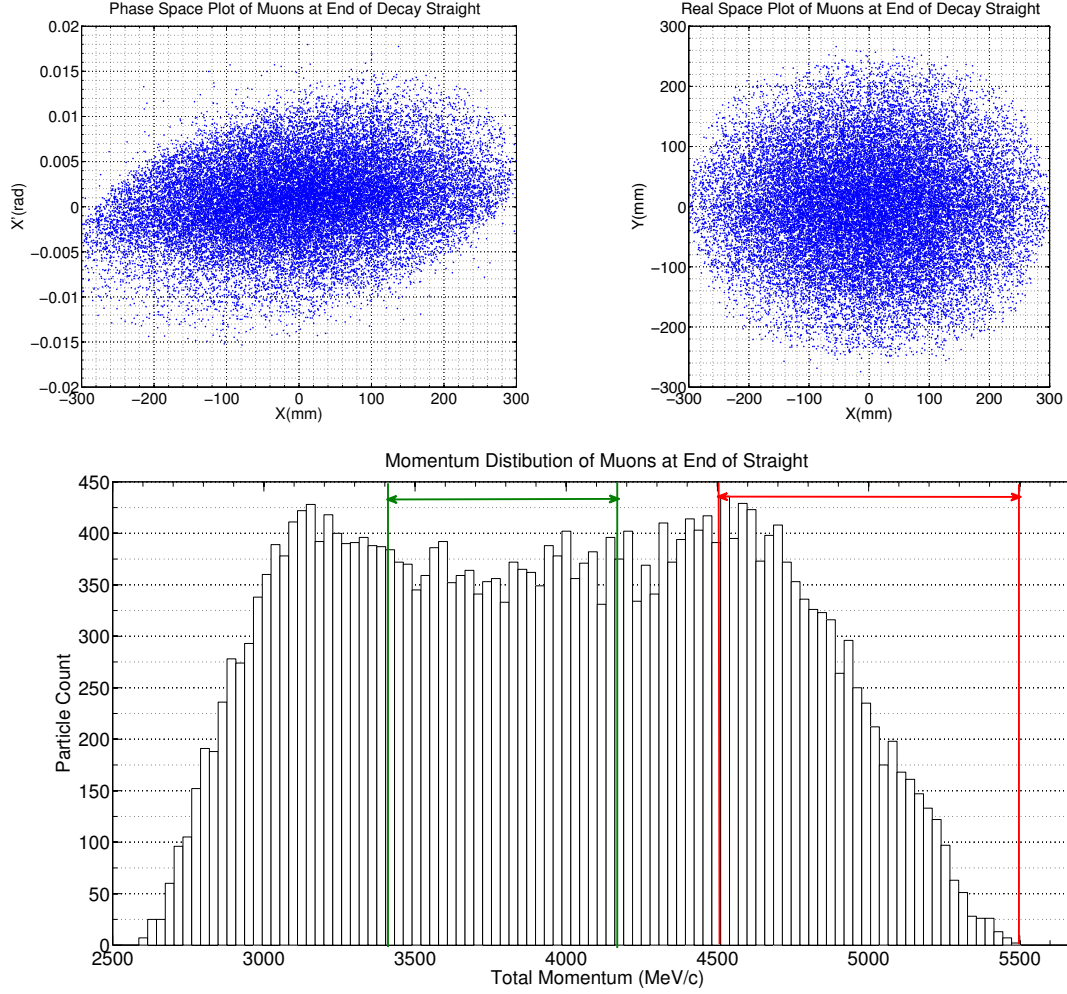 Phase Space Plot of Muons at End of Decay Straight
0.02
0.015
0.01
0.005
0
−0.005
−0.01
−0.015
−0.02
X'(rad)
−300 −200 −100 0 100 200 300
X(mm)
Real Space Plot of Muons at End of Decay Straight
300
200
100
0
−100
−200
−300
Y(mm)
−300 −200 −100 0 100 200 300
X(mm)
Momentum Distibution of Muons at End of Straight
450
400
350
300
250
200
150
100
50
0
Particle Count
2500 3000 3500 4000 4500 5000 5500
Total Momentum (MeV/c)